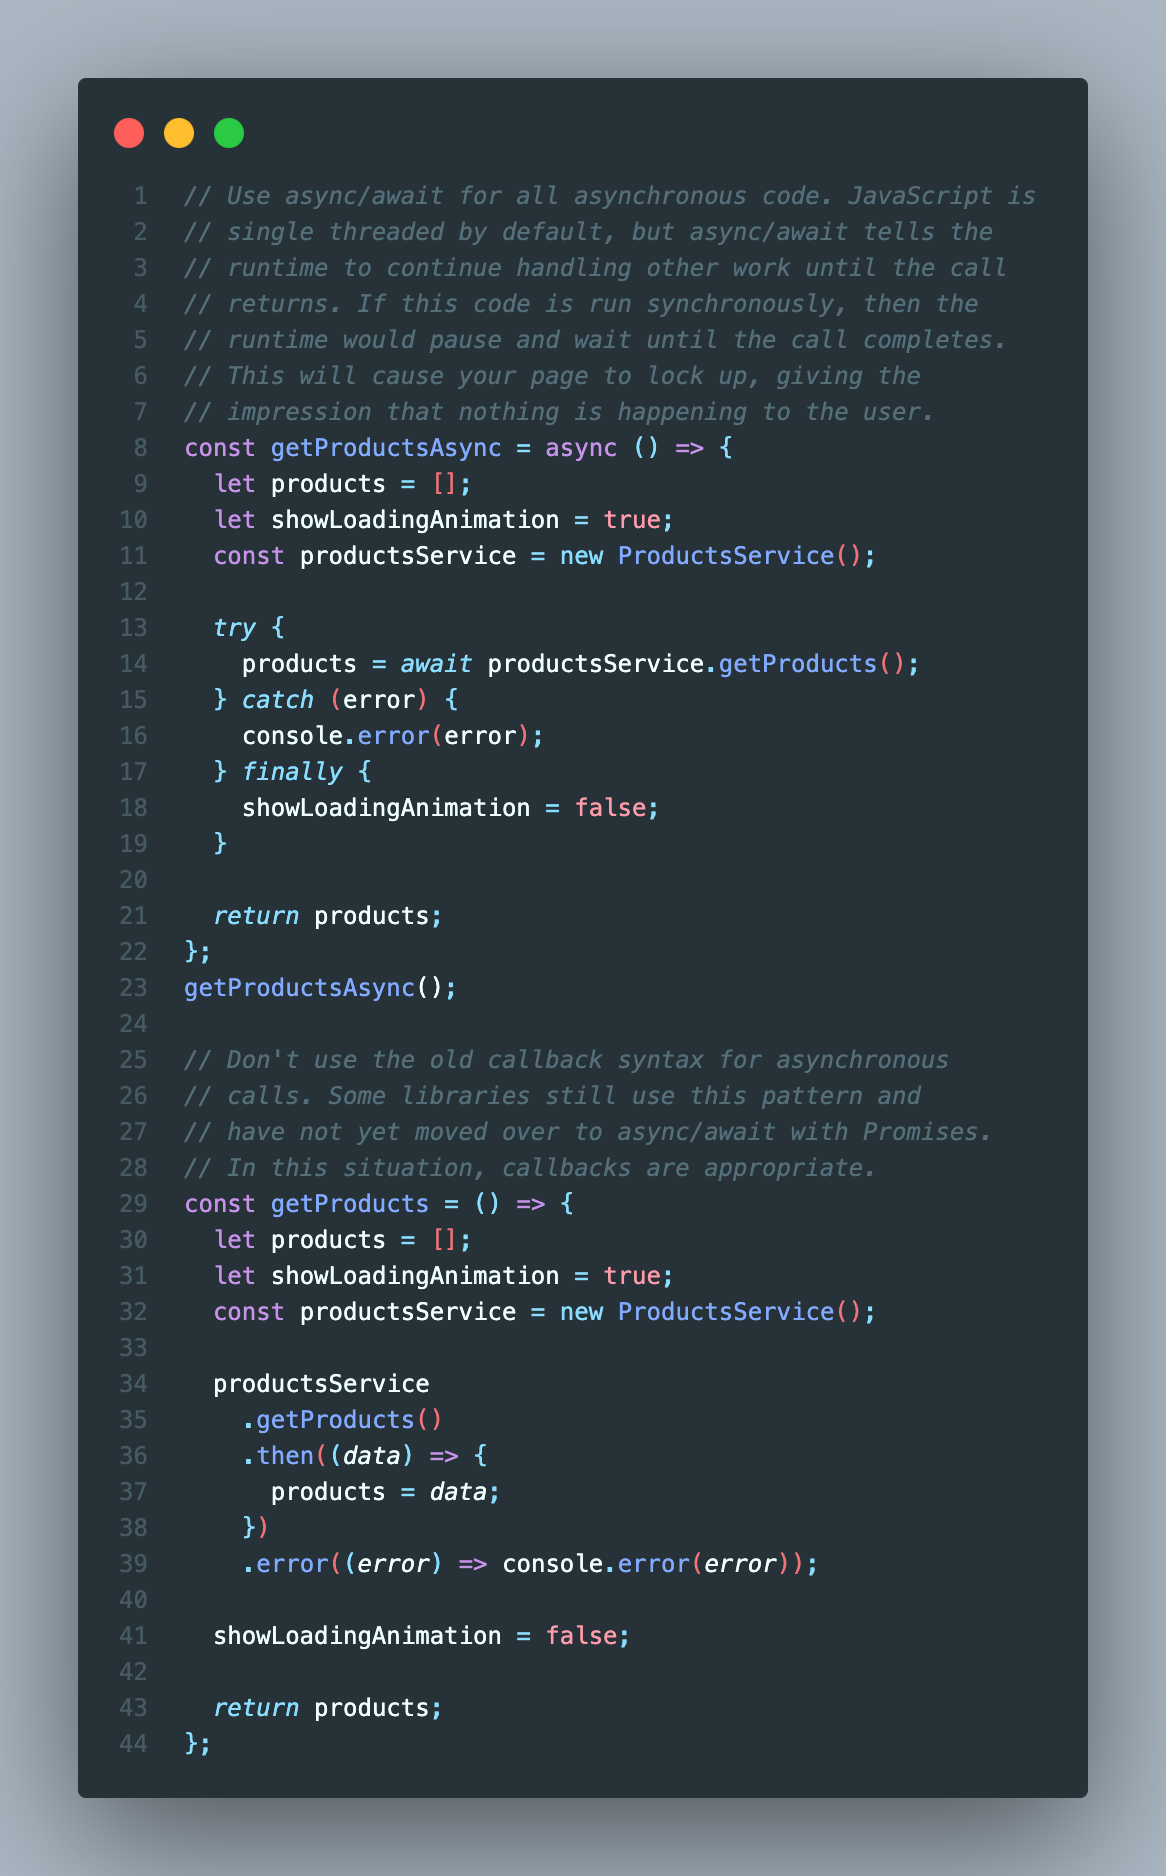 1 // Use async/await for all asynchronous code. JavaScript is
2 // single threaded by default, but async/await tells the
3 // runtime to continue handling other work until the call
4 // returns. If this code is run synchronously, then the
5 // runtime would pause and wait until the call completes.
6 // This will cause your page to lock up, giving the
7 // impression that nothing is happening to the user.
8 const getProductsAsync = async () => {
9   let products = [];
10   let showLoadingAnimation = true;
11   const productsService = new ProductsService();
12
13   try {
14     products = await productsService.getProducts();
15   } catch (error) {
16     console.error(error);
17   } finally {
18     showLoadingAnimation = false;
19   }
20
21   return products;
22 };
23 getProductsAsync();
24
25 // Don't use the old callback syntax for asynchronous
26 // calls. Some libraries still use this pattern and
27 // have not yet moved over to async/await with Promises.
28 // In this situation, callbacks are appropriate.
29 const getProducts = () => {
30   let products = [];
31   let showLoadingAnimation = true;
32   const productsService = new ProductsService();
33
34   productsService
35     .getProducts()
36     .then((data) => {
37       products = data;
38     })
39     .error((error) => console.error(error));
40
41   showLoadingAnimation = false;
42
43   return products;
44 };